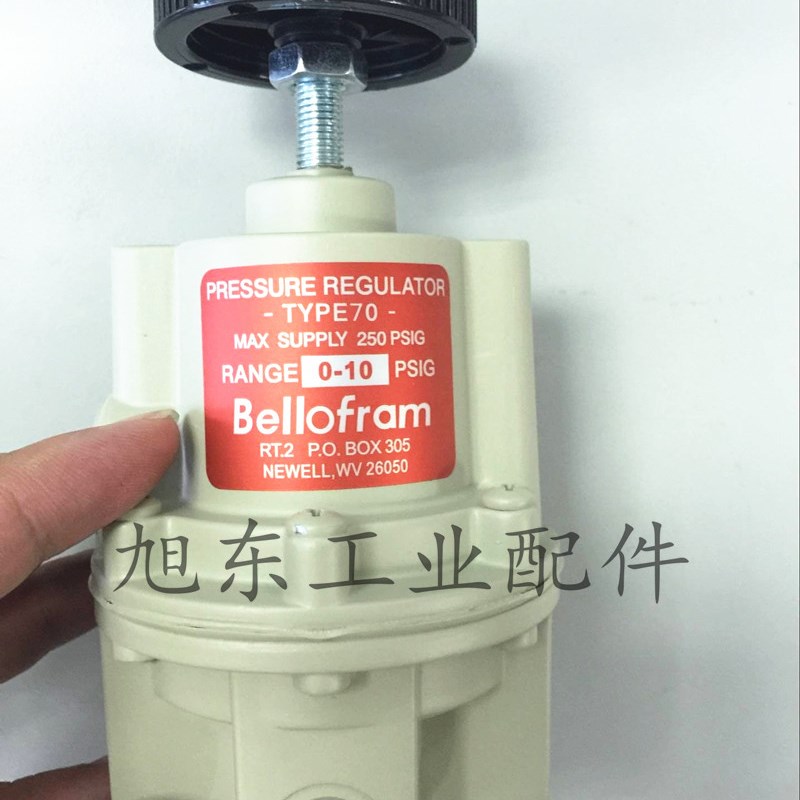 PRESSURE REGULATOR
- TYPE70 -
MAX SUPPLY 250 PSIG
RANGE 0-10 PSIG
Bellofram
RT.2 P.O. BOX 305
NEWELL,WV 26050
旭东工业配件